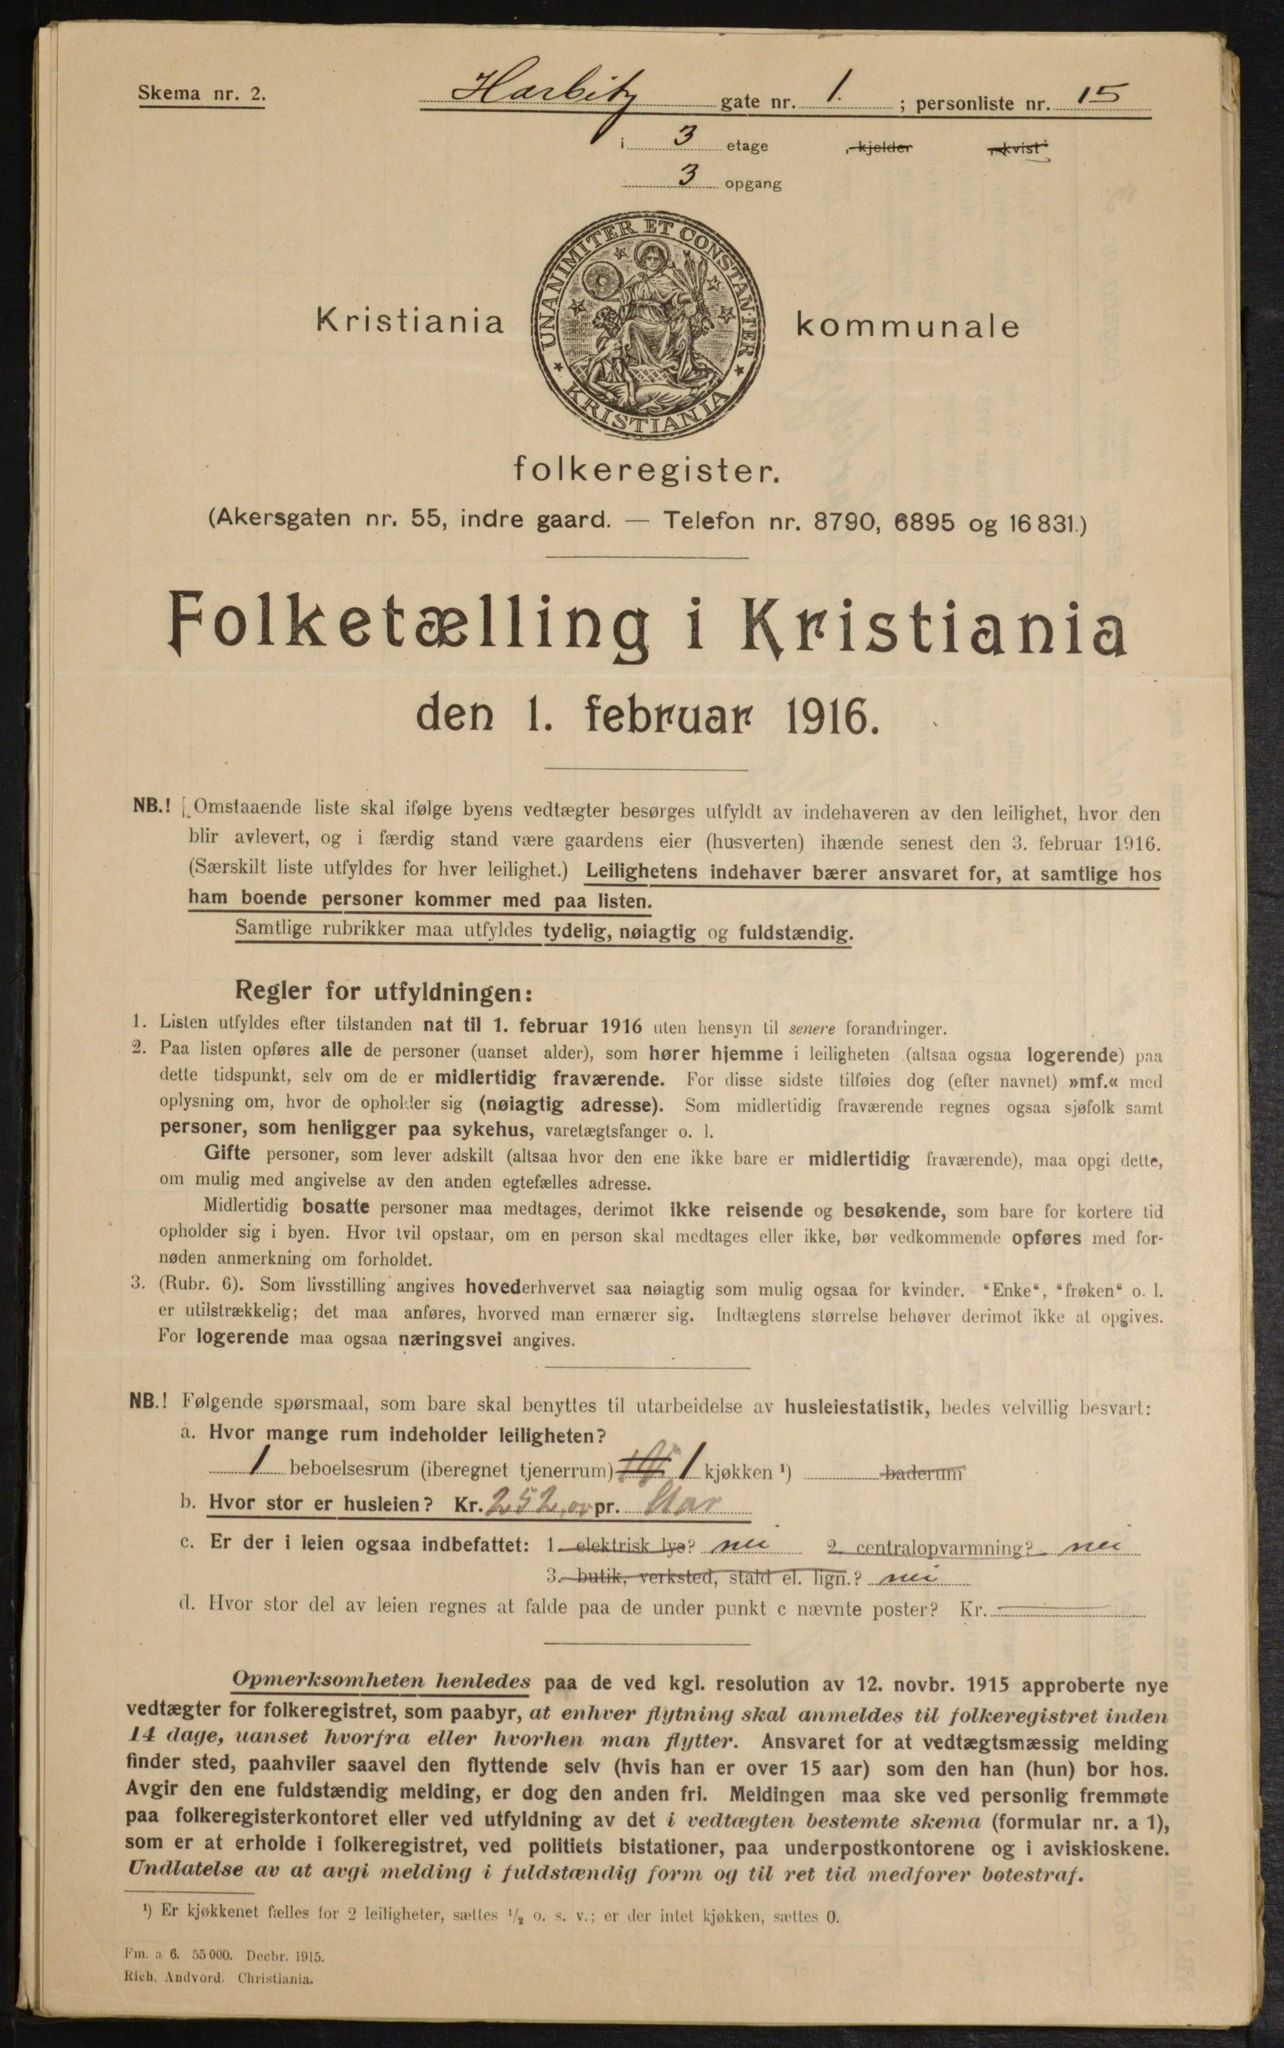 Skema nr. 2.
Harbitz gate nr. 1. ; personliste nr. 15
i 3 etage , kjelder , kvist
3 opgang
UNANIMITER ET CONSTANTER
KRISTIANIA
Kristiania kommunale
folkeregister.
(Akersgaten nr. 55, indre gaard. — Telefon nr. 8790, 6895 og 16 831.)
Folketælling i Kristiania
den 1. februar 1916.
NB.! Omstaaende liste skal ifølge byens vedtægter besørges utfyldt av indehaveren av den leilighet, hvor den
blir avlevert, og i færdig stand være gaardens eier (husverten) ihænde senest den 3. februar 1916.
(Særskilt liste utfyldes for hver leilighet.) Leilighetens indehaver bærer ansvaret for, at samtlige hos
ham boende personer kommer med paa listen.
Samtlige rubrikker maa utfyldes tydelig, nøiagtig og fuldstændig.
Regler for utfyldningen:
1. Listen utfyldes efter tilstanden nat til 1. februar 1916 uten hensyn til senere forandringer.
2. Paa listen opføres alle de personer (uanset alder), som hører hjemme i leiligheten (altsaa ogsaa logerende) paa
dette tidspunkt, selv om de er midlertidig fraværende. For disse sidste tilføies dog (efter navnet) »mf.« med
oplysning om, hvor de opholder sig (nøiagtig adresse). Som midlertidig fraværende regnes ogsaa sjøfolk samt
personer, som henligger paa sykehus, varetægtsfanger o. l.
Gifte personer, som lever adskilt (altsaa hvor den ene ikke bare er midlertidig fraværende), maa opgi dette,
om mulig med angivelse av den anden egtefælles adresse.
Midlertidig bosatte personer maa medtages, derimot ikke reisende og besøkende, som bare for kortere tid
opholder sig i byen. Hvor tvil opstaar, om en person skal medtages eller ikke, bør vedkommende opføres med for-
nøden anmerkning om forholdet.
3. (Rubr. 6). Som livsstilling angives hovederhvervet saa nøiagtig som mulig ogsaa for kvinder. "Enke", "frøken" o. l.
er utilstrækkelig; det maa anføres, hvorved man ernærer sig. Indtægtens størrelse behøver derimot ikke at opgives.
For logerende maa ogsaa næringsvei angives.
NB.! Følgende spørsmaal, som bare skal benyttes til utarbeidelse av husleiestatistik, bedes velvillig besvart:
a. Hvor mange rum indeholder leiligheten?
1 beboelsesrum (iberegnet tjenerrum) 1 kjøkken ¹) baderum
b. Hvor stor er husleien? Kr. 252,00 pr. Aar
c. Er der i leien ogsaa indbefattet: 1. elektrisk lys? nei 2. centralopvarmning? nei
3. butik, verksted, stald el. lign.? nei
d. Hvor stor del av leien regnes at falde paa de under punkt c nævnte poster? Kr.
Opmerksomheten henledes paa de ved kgl. resolution av 12. novbr. 1915 approberte nye
vedtægter for folkeregistret, som paabyr, at enhver flytning skal anmeldes til folkeregistret inden
14 dage, uanset hvorfra eller hvorhen man flytter. Ansvaret for at vedtægtsmæssig melding
finder sted, paahviler saavel den flyttende selv (hvis han er over 15 aar) som den han (hun) bor hos.
Avgir den ene fuldstændig melding, er dog den anden fri. Meldingen maa ske ved personlig fremmøte
paa folkeregisterkontoret eller ved utfyldning av det i vedtægten bestemte skema (formular nr. a 1),
som er at erholde i folkeregistret, ved politiets bistationer, paa underpostkontorene og i aviskioskene.
Undlatelse av at avgi melding i fuldstændig form og til ret tid medfører bøtestraf.
¹) Er kjøkkenet fælles for 2 leiligheter, sættes ½ o. s. v.; er der intet kjøkken, sættes 0.
Fm. a 6. 55 000. Decbr. 1915.
Rich. Andvord. Christiania.